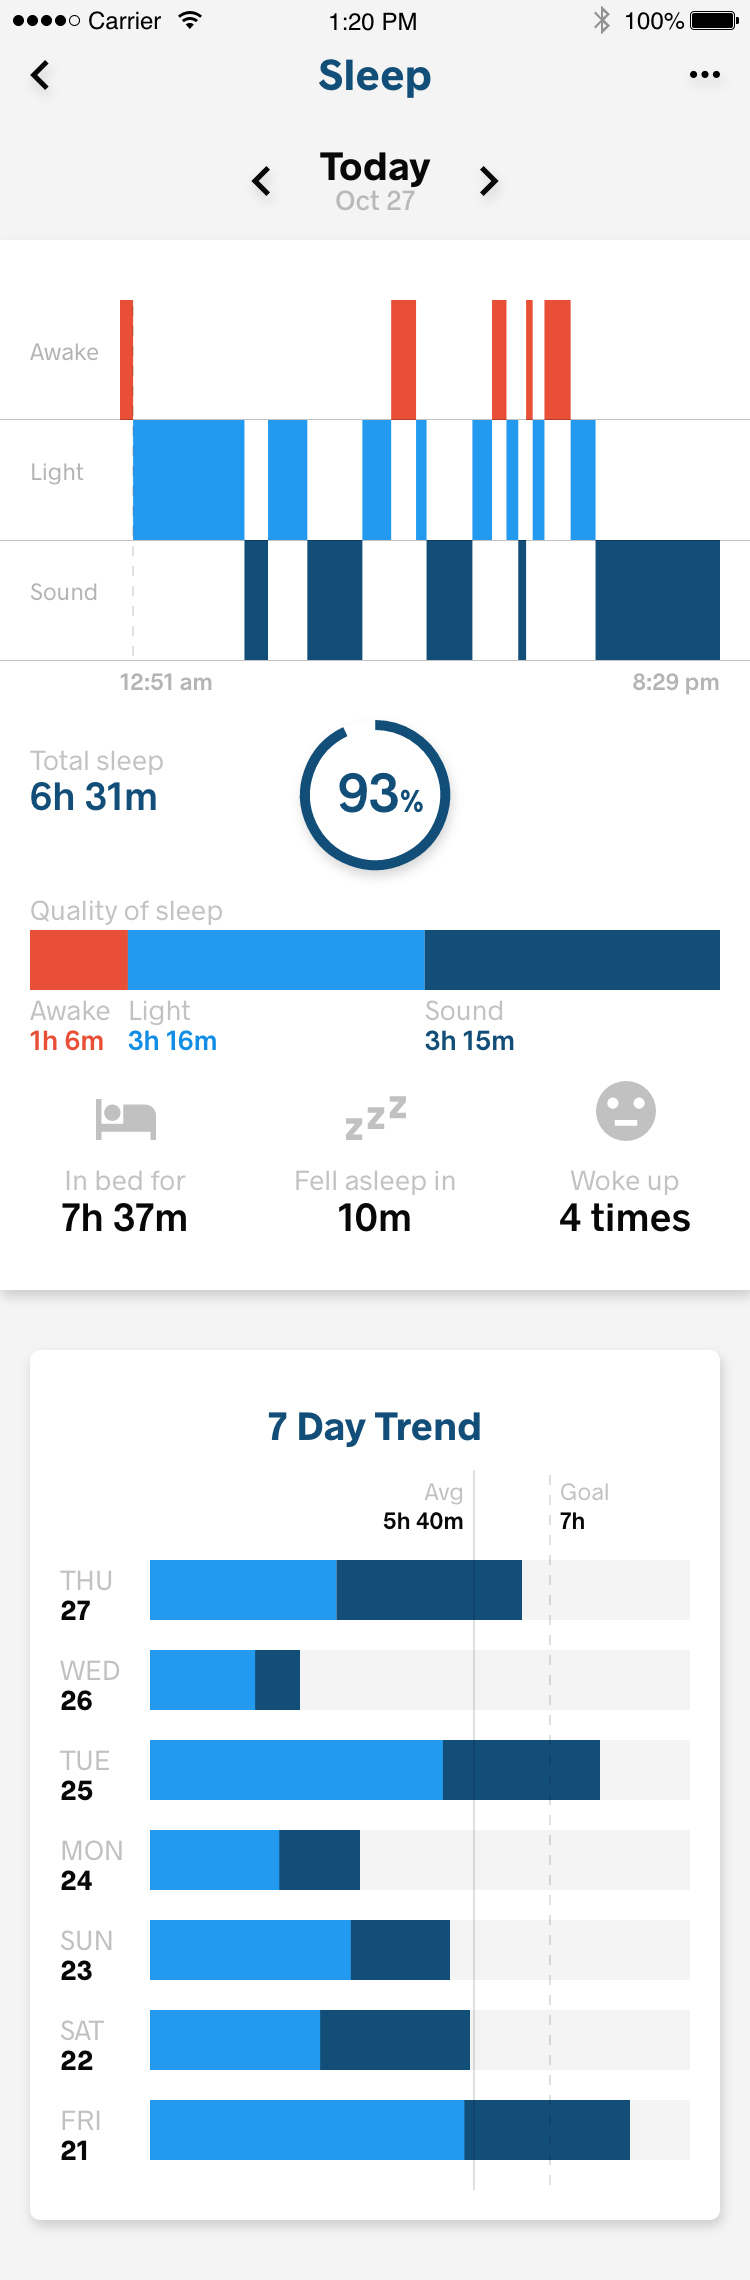 Carrier 1:20 PM 100%
Sleep
Today
Oct 27
Awake
Light
Sound
12:51 am 8:29 pm
Total sleep
6h 31m
93%
Quality of sleep
Awake Light Sound
1h 6m 3h 16m 3h 15m
zzz
In bed for Fell asleep in Woke up
7h 37m 10m 4 times
7 Day Trend
Avg Goal
5h 40m 7h
THU
27
WED
26
TUE
25
MON
24
SUN
23
SAT
22
FRI
21